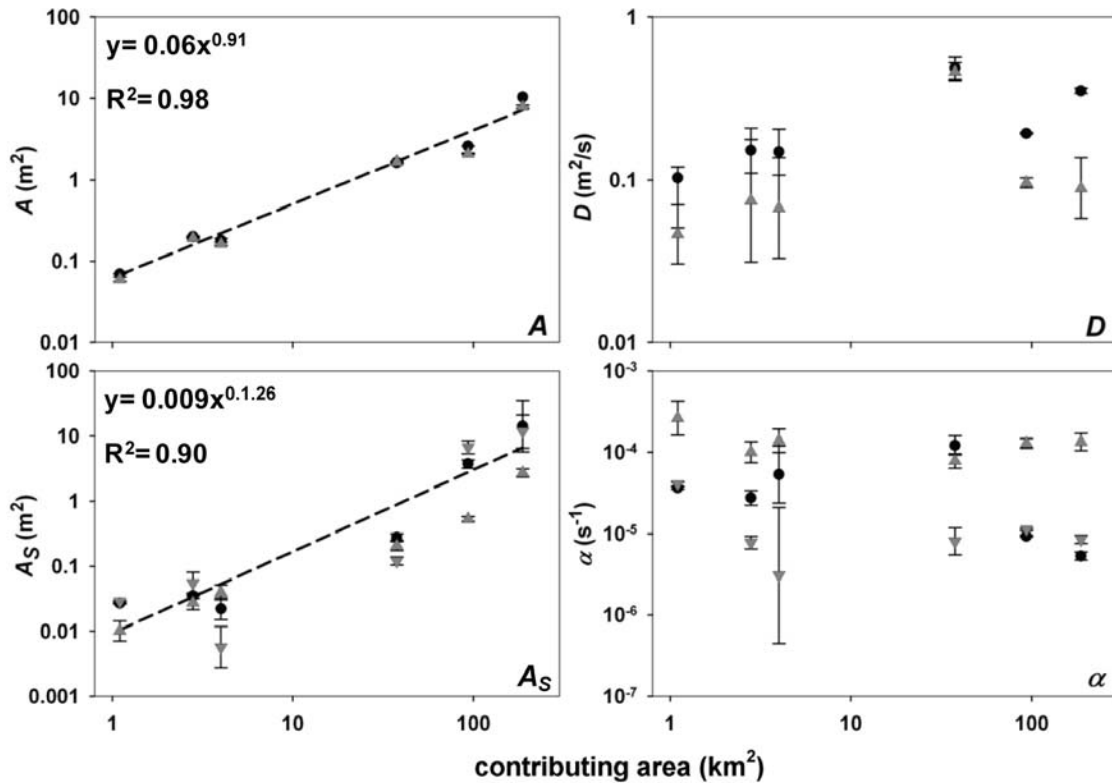 100
10
1
0.1
0.01
A (m²)
y= 0.06x^0.91
R²= 0.98
A
1
0.1
0.01
D (m²/s)
D
100
10
1
0.1
0.01
0.001
A_S (m²)
y= 0.009x^0.1.26
R²= 0.90
A_S
1 10 100
10⁻³
10⁻⁴
10⁻⁵
10⁻⁶
10⁻⁷
α (s⁻¹)
α
1 10 100
contributing area (km²)